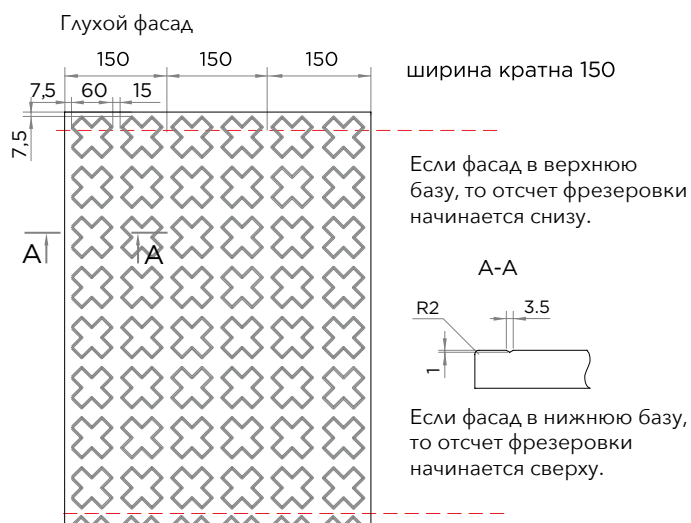 Глухой фасад
150 150 150
ширина кратна 150
7,5 60 15
7,5
Если фасад в верхнюю
базу, то отсчет фрезеровки
начинается снизу.
А А
А-А
R2 3.5
1
Если фасад в нижнюю базу,
то отсчет фрезеровки
начинается сверху.